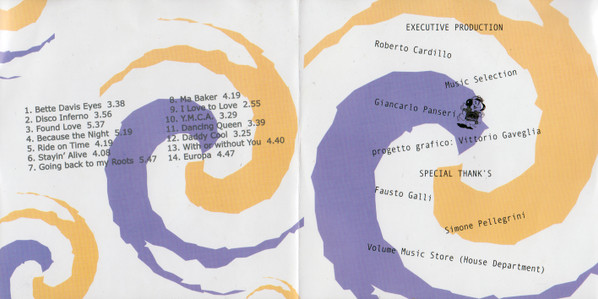 1. Bette Davis Eyes 3.38
2. Disco Inferno 3.56
3. Found Love 5.37
4. Because the Night 5.19
5. Ride on Time 4.19
6. Stayin' Alive 4.08
7. Going back to my Roots 5.47
8. Ma Baker 4.19
9. I Love to Love 2.55
10. Y.M.C.A. 3.29
11. Dancing Queen 3.39
12. Daddy Cool 3.25
13. With or without You 4.40
14. Europa 4.47
EXECUTIVE PRODUCTION
Roberto Cardillo
Music Selection
Giancarlo Panseri
progetto grafico: Vittorio Gaveglia
SPECIAL THANK'S
Fausto Galli
Simone Pellegrini
Volume Music Store (House Department)